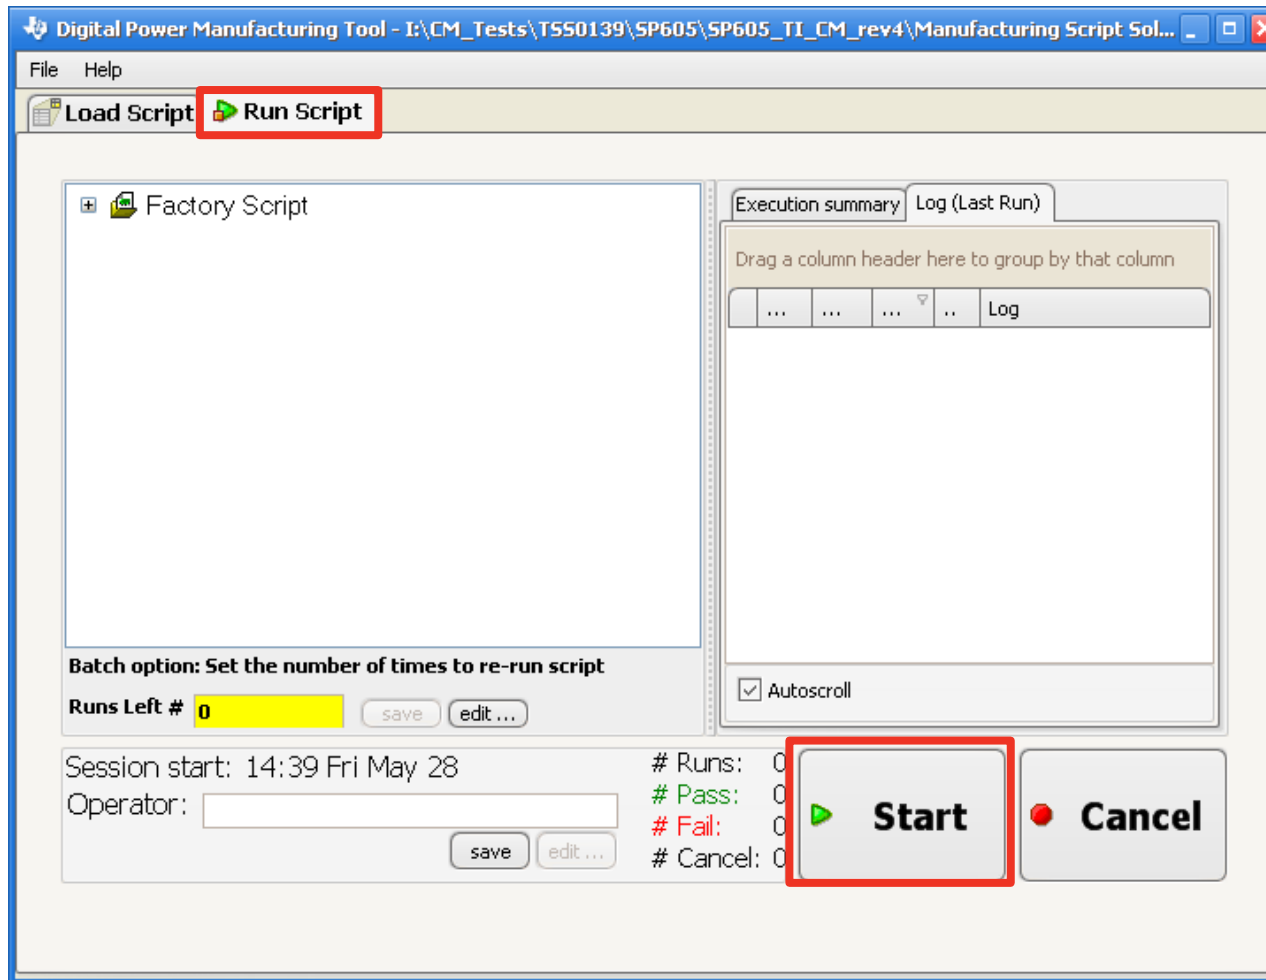 Digital Power Manufacturing Tool - I:\CM_Tests\TSS0139\SP605\SP605_TI_CM_rev4\Manufacturing Script Sol...
File Help
Load Script Run Script
Factory Script
Execution summary Log (Last Run)
Drag a column header here to group by that column
... ... ... .. Log
Autoscroll
Batch option: Set the number of times to re-run script
Runs Left # 0 save edit ...
Session start: 14:39 Fri May 28
Operator:
save edit ...
# Runs: 0
# Pass: 0
# Fail: 0
# Cancel: 0
Start
Cancel